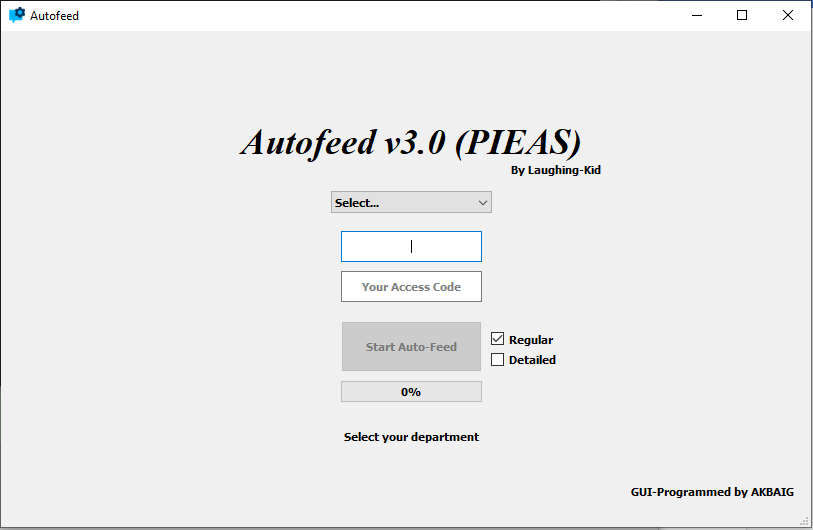 Autofeed
Autofeed v3.0 (PIEAS)
By Laughing-Kid
Select...
Your Access Code
Start Auto-Feed
Regular
Detailed
0%
Select your department
GUI-Programmed by AKBAIG